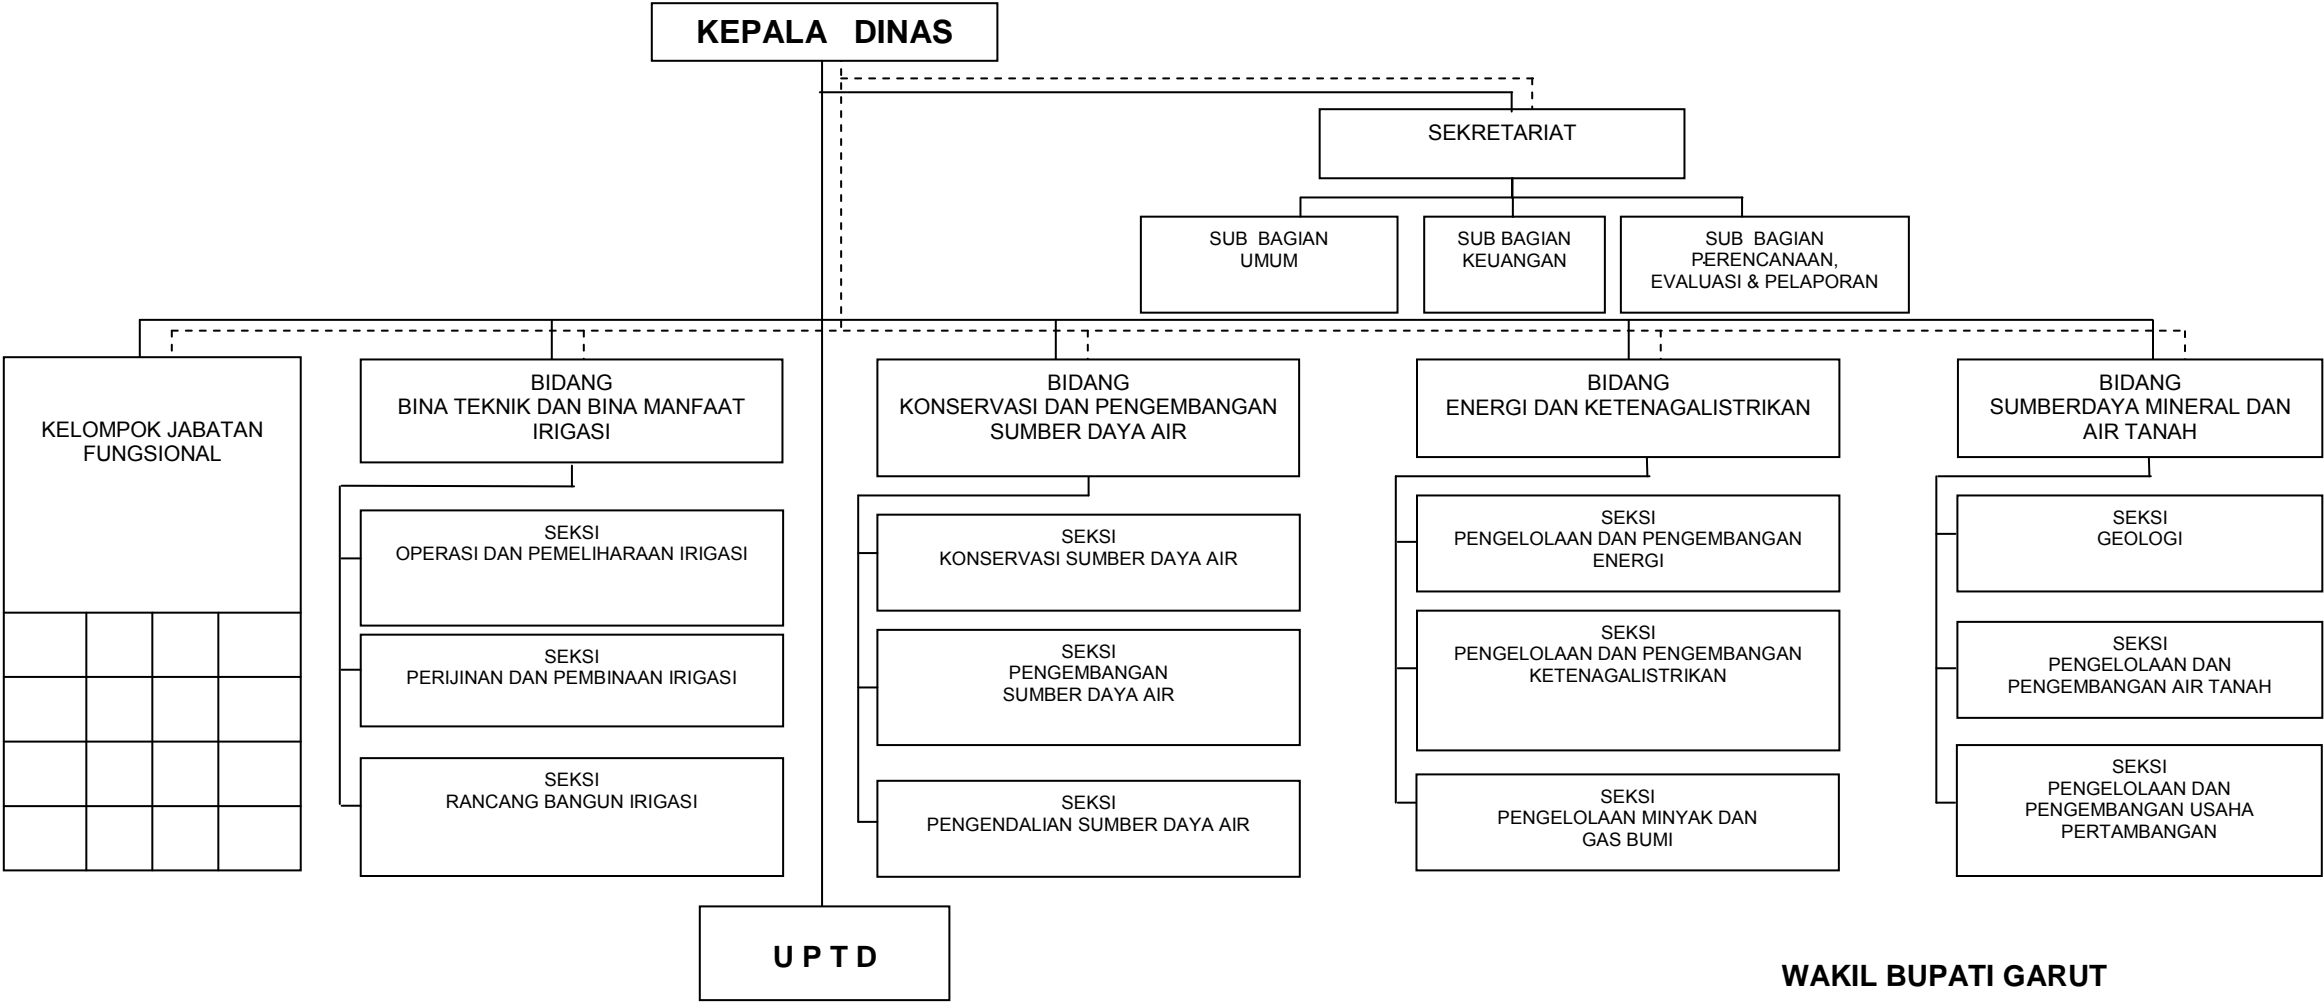 KEPALA DINAS
SEKRETARIAT
SUB BAGIAN
UMUM
SUB BAGIAN
KEUANGAN
SUB BAGIAN
PERENCANAAN,
EVALUASI & PELAPORAN
KELOMPOK JABATAN
FUNGSIONAL
BIDANG
BINA TEKNIK DAN BINA MANFAAT
IRIGASI
SEKSI
OPERASI DAN PEMELIHARAAN IRIGASI
SEKSI
PERIJINAN DAN PEMBINAAN IRIGASI
SEKSI
RANCANG BANGUN IRIGASI
BIDANG
KONSERVASI DAN PENGEMBANGAN
SUMBER DAYA AIR
SEKSI
KONSERVASI SUMBER DAYA AIR
SEKSI
PENGEMBANGAN
SUMBER DAYA AIR
SEKSI
PENGENDALIAN SUMBER DAYA AIR
BIDANG
ENERGI DAN KETENAGALISTRIKAN
SEKSI
PENGELOLAAN DAN PENGEMBANGAN
ENERGI
SEKSI
PENGELOLAAN DAN PENGEMBANGAN
KETENAGALISTRIKAN
SEKSI
PENGELOLAAN MINYAK DAN
GAS BUMI
BIDANG
SUMBERDAYA MINERAL DAN
AIR TANAH
SEKSI
GEOLOGI
SEKSI
PENGELOLAAN DAN
PENGEMBANGAN AIR TANAH
SEKSI
PENGELOLAAN DAN
PENGEMBANGAN USAHA
PERTAMBANGAN
U P T D
WAKIL BUPATI GARUT